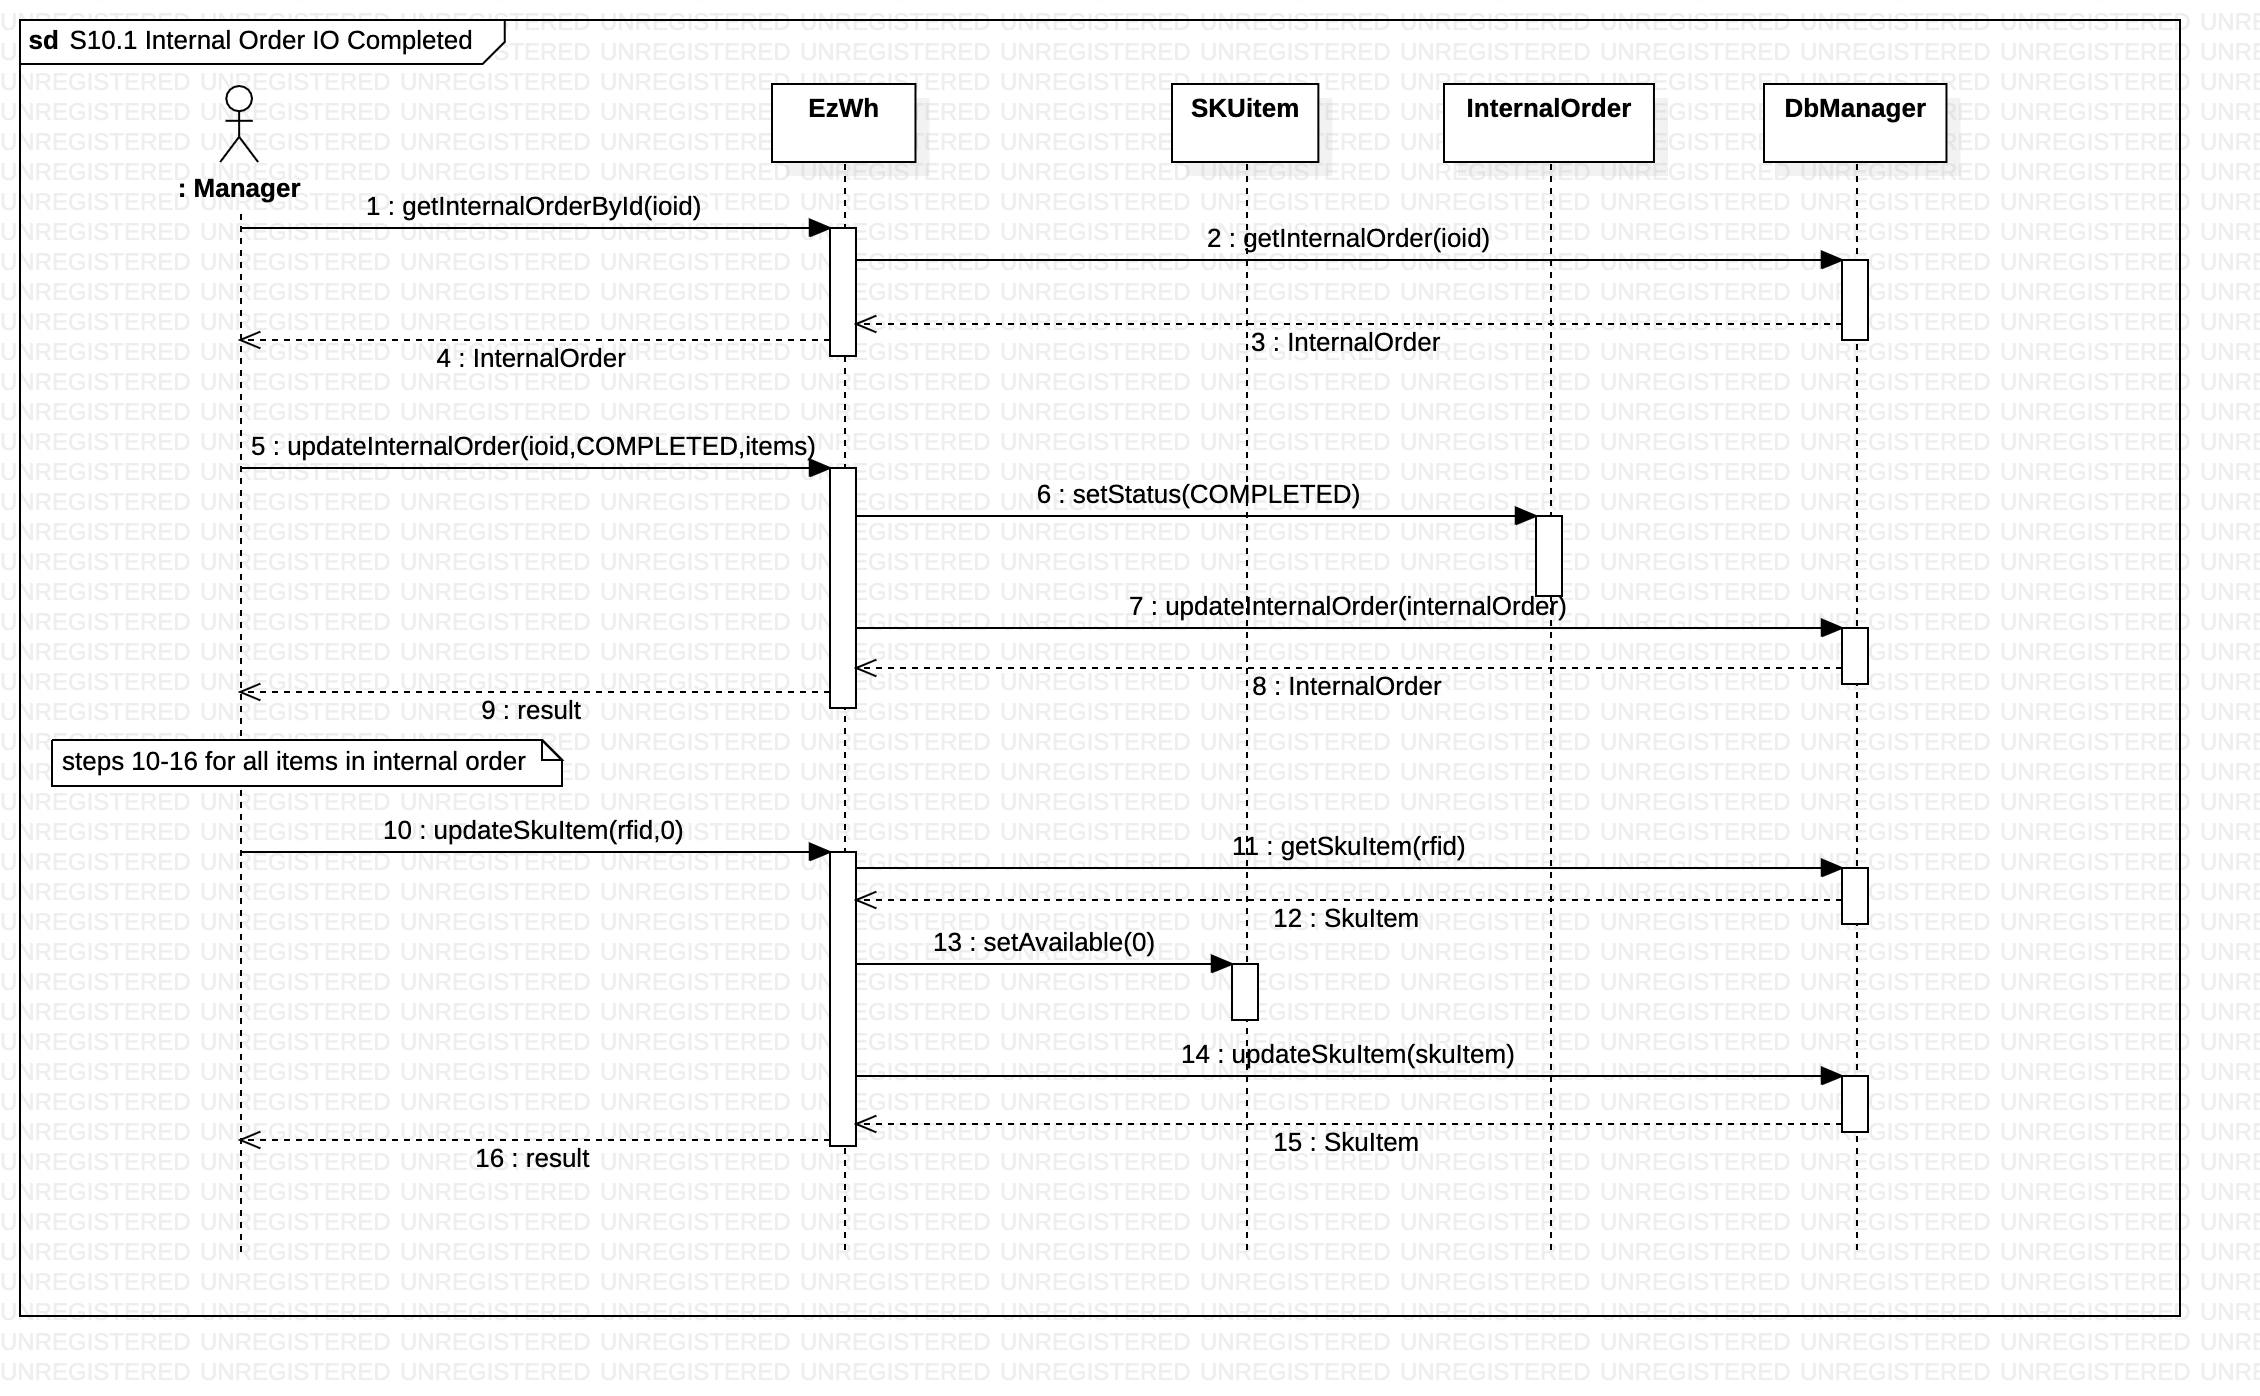 sd S10.1 Internal Order IO Completed
EzWh
SKUitem
InternalOrder
DbManager
: Manager
1 : getInternalOrderById(ioid)
2 : getInternalOrder(ioid)
3 : InternalOrder
4 : InternalOrder
5 : updateInternalOrder(ioid,COMPLETED,items)
6 : setStatus(COMPLETED)
7 : updateInternalOrder(internalOrder)
8 : InternalOrder
9 : result
steps 10-16 for all items in internal order
10 : updateSkuItem(rfid,0)
11 : getSkuItem(rfid)
12 : SkuItem
13 : setAvailable(0)
14 : updateSkuItem(skuItem)
15 : SkuItem
16 : result
UNREGISTERED